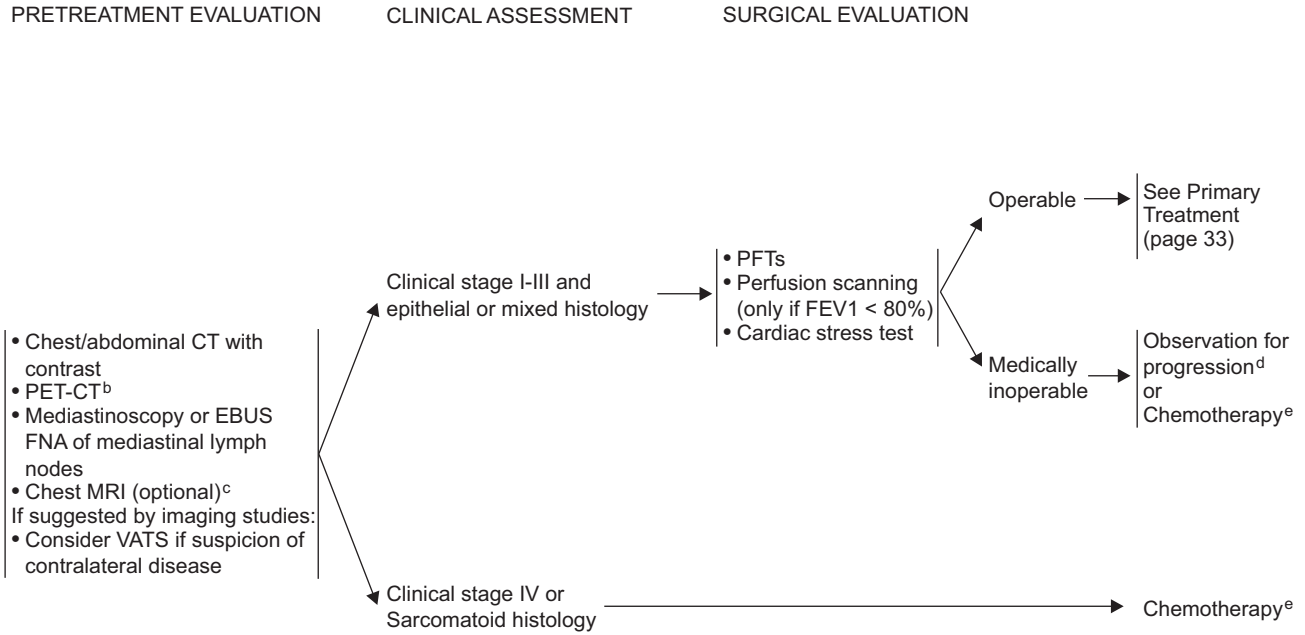 PRETREATMENT EVALUATION
CLINICAL ASSESSMENT
SURGICAL EVALUATION
• Chest/abdominal CT with
contrast
• PET-CTᵇ
• Mediastinoscopy or EBUS
FNA of mediastinal lymph
nodes
• Chest MRI (optional)ᶜ
If suggested by imaging studies:
• Consider VATS if suspicion of
contralateral disease
Clinical stage I-III and
epithelial or mixed histology
• PFTs
• Perfusion scanning
(only if FEV1 < 80%)
• Cardiac stress test
Operable
See Primary
Treatment
(page 33)
Medically
inoperable
Observation for
progressionᵈ
or
Chemotherapyᵉ
Clinical stage IV or
Sarcomatoid histology
Chemotherapyᵉ